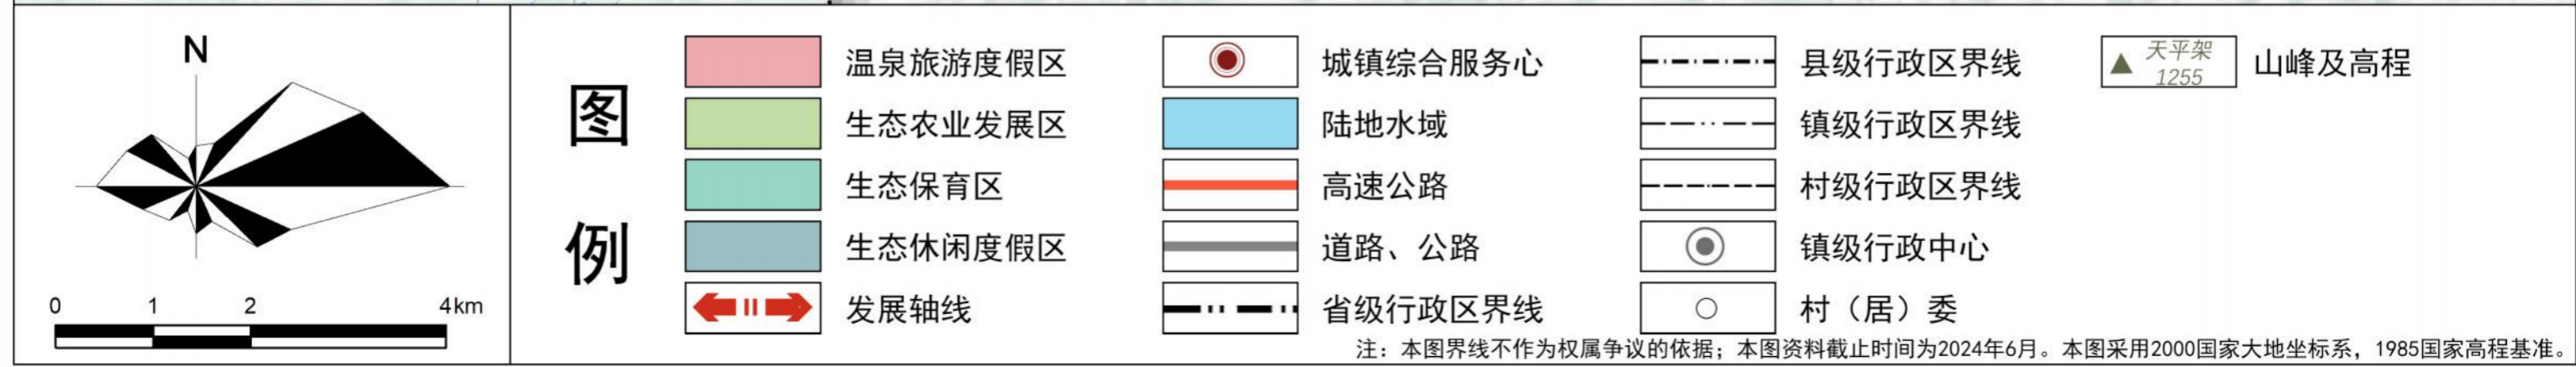 N
0 1 2 4km
图例
温泉旅游度假区
生态农业发展区
生态保育区
生态休闲度假区
发展轴线
城镇综合服务心
陆地水域
高速公路
道路、公路
省级行政区界线
县级行政区界线
镇级行政区界线
村级行政区界线
镇级行政中心
村（居）委
天平架
1255
山峰及高程
注：本图界线不作为权属争议的依据；本图资料截止时间为2024年6月。本图采用2000国家大地坐标系，1985国家高程基准。